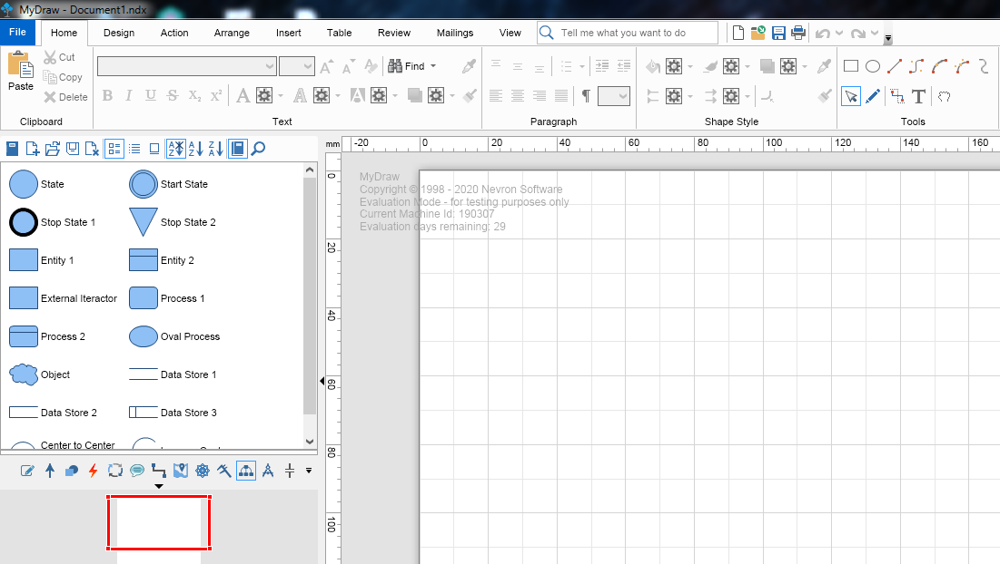 MyDraw - Document1.ndx
File Home Design Action Arrange Insert Table Review Mailings View Tell me what you want to do
Paste Cut Copy Delete
Find
B I U S X₂ X² A A A
¶
T
Clipboard Text Paragraph Shape Style Tools
A Z A Z Z A
mm -20 0 20 40 60 80 100 120 140 160
State Start State
Stop State 1 Stop State 2
Entity 1 Entity 2
External Iteractor Process 1
Process 2 Oval Process
Object Data Store 1
Data Store 2 Data Store 3
Center to Center
0
20
40
60
80
100
MyDraw
Copyright © 1998 - 2020 Nevron Software
Evaluation Mode - for testing purposes only
Current Machine Id: 190307
Evaluation days remaining: 29